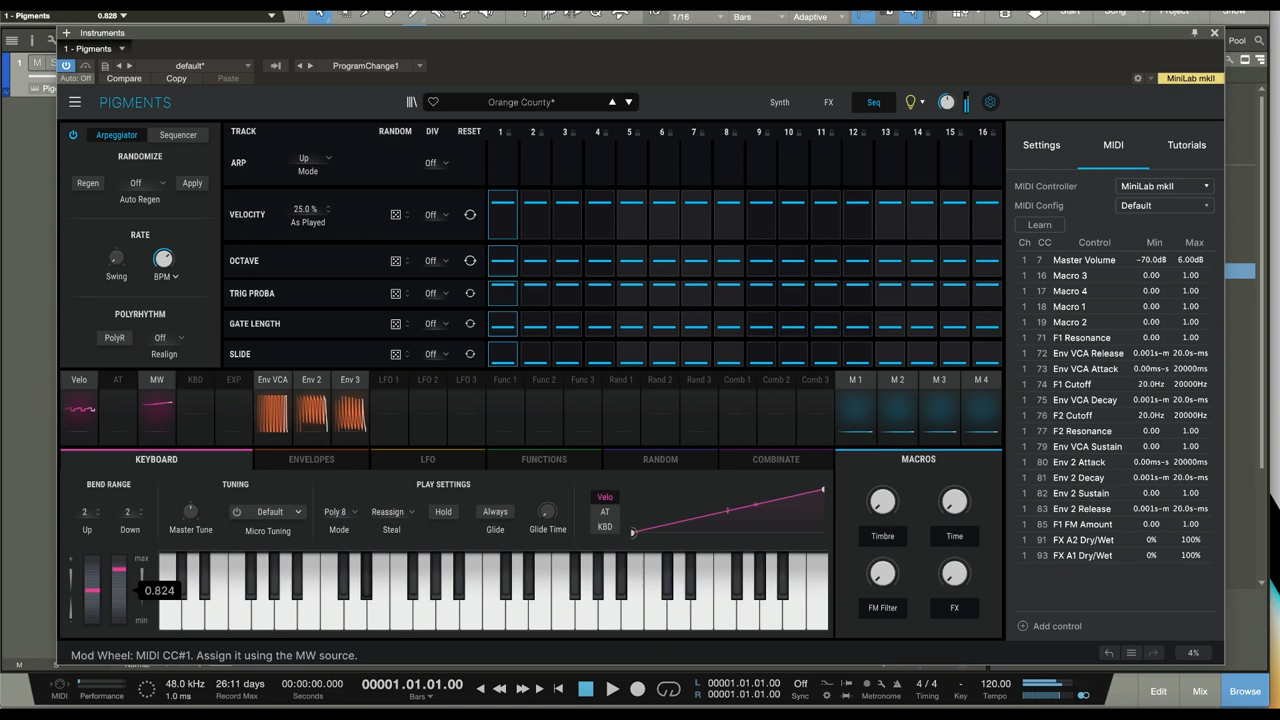 1 - Pigments 0.828
1/16 Bars Adaptive Start Song Project Show
Instruments
1 - Pigments Pool
default* ProgramChange1
Auto: Off Compare Copy Paste MiniLab mkII
PIGMENTS Orange County* Synth FX Seq
Arpeggiator Sequencer
TRACK RANDOM DIV RESET 1 2 3 4 5 6 7 8 9 10 11 12 13 14 15 16
Settings MIDI Tutorials
RANDOMIZE
ARP Up Off
Mode
Regen Off Apply
Auto Regen
MIDI Controller MiniLab mkII
MIDI Config Default
Learn
VELOCITY 25.0 % Off
As Played
RATE
Swing BPM
OCTAVE Off
TRIG PROBA Off
POLYRHYTHM
PolyR Off
Realign
GATE LENGTH Off
SLIDE Off
Ch CC Control Min Max
1 7 Master Volume -70.0dB 6.00dB
1 16 Macro 3 0.00 1.00
1 17 Macro 4 0.00 1.00
1 18 Macro 1 0.00 1.00
1 19 Macro 2 0.00 1.00
1 71 F1 Resonance 0.00 1.00
1 72 Env VCA Release 0.001s-m 20.0s-ms
1 73 Env VCA Attack 0.00ms-s 20000ms
1 74 F1 Cutoff 20.0Hz 20000Hz
1 75 Env VCA Decay 0.001s-m 20.0s-ms
1 76 F2 Cutoff 20.0Hz 20000Hz
1 77 F2 Resonance 0.00 1.00
1 79 Env VCA Sustain 0.00 1.00
1 80 Env 2 Attack 0.00ms-s 20000ms
1 81 Env 2 Decay 0.001s-m 20.0s-ms
1 82 Env 2 Sustain 0.00 1.00
1 83 Env 2 Release 0.001s-m 20.0s-ms
1 85 F1 FM Amount 0.00 1.00
1 91 FX A2 Dry/Wet 0% 100%
1 93 FX A1 Dry/Wet 0% 100%
Add control
Velo AT MW KBD EXP Env VCA Env 2 Env 3 LFO 1 LFO 2 LFO 3 Func 1 Func 2 Func 3 Rand 1 Rand 2 Rand 3 Comb 1 Comb 2 Comb 3 M 1 M 2 M 3 M 4
KEYBOARD ENVELOPES LFO FUNCTIONS RANDOM COMBINATE MACROS
BEND RANGE TUNING PLAY SETTINGS
Velo
AT
KBD
2 2 Default Poly 8 Reassign Hold Always
Up Down Master Tune Micro Tuning Mode Steal Glide Glide Time
Timbre Time
FM Filter FX
max
0.824
min
Mod Wheel: MIDI CC#1. Assign it using the MW source. 4%
M S
MIDI Performance
48.0 kHz
1.0 ms
26:11 days
Record Max
00:00:00.000
Seconds
00001.01.01.00
Bars
L 00001.01.01.00
R 00001.01.01.00
Off
Sync
Metronome
4 / 4
Timing
-
Key
120.00
Tempo
Edit Mix Browse